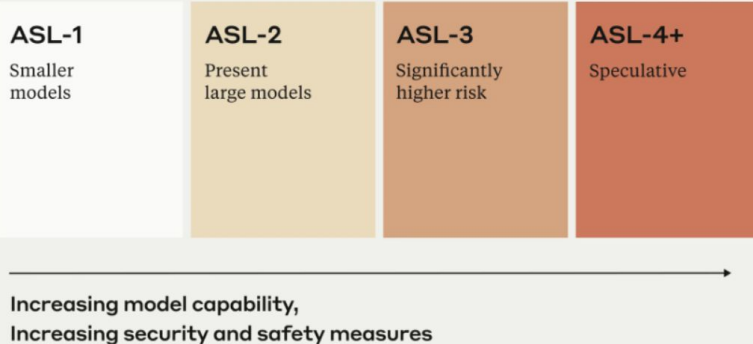 ASL-1
Smaller
models
ASL-2
Present
large models
ASL-3
Significantly
higher risk
ASL-4+
Speculative
Increasing model capability,
Increasing security and safety measures